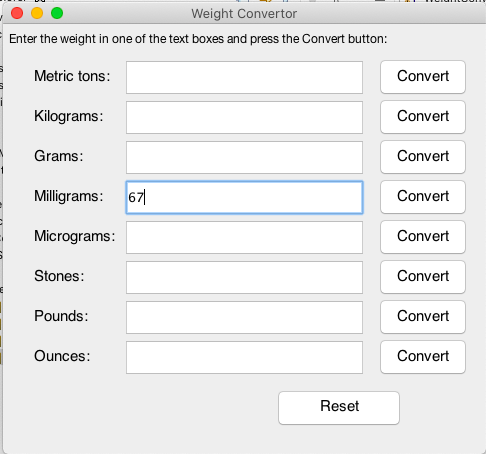 Weight Convertor
Enter the weight in one of the text boxes and press the Convert button:
Metric tons: Convert
Kilograms: Convert
Grams: Convert
Milligrams: 67 Convert
Micrograms: Convert
Stones: Convert
Pounds: Convert
Ounces: Convert
Reset